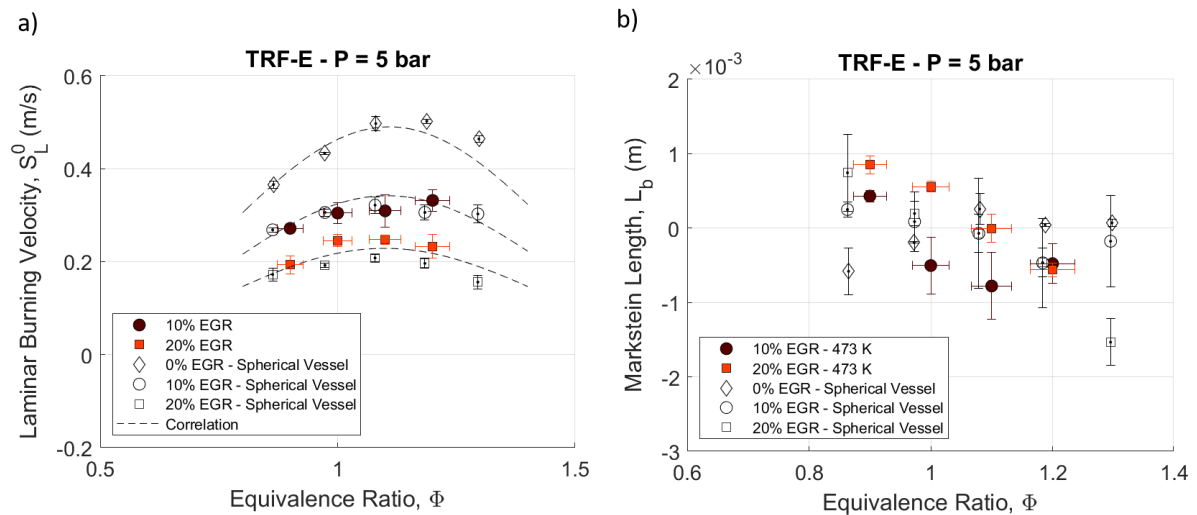 a)
TRF-E - P = 5 bar
Laminar Burning Velocity, S_L^0 (m/s)
0.6
0.4
0.2
0
-0.2
10% EGR
20% EGR
0% EGR - Spherical Vessel
10% EGR - Spherical Vessel
20% EGR - Spherical Vessel
Correlation
0.5
1
1.5
Equivalence Ratio, Φ
b)
×10^-3
TRF-E - P = 5 bar
Markstein Length, L_b (m)
2
1
0
-1
-2
-3
10% EGR - 473 K
20% EGR - 473 K
0% EGR - Spherical Vessel
10% EGR - Spherical Vessel
20% EGR - Spherical Vessel
0.6
0.8
1
1.2
1.4
Equivalence Ratio, Φ